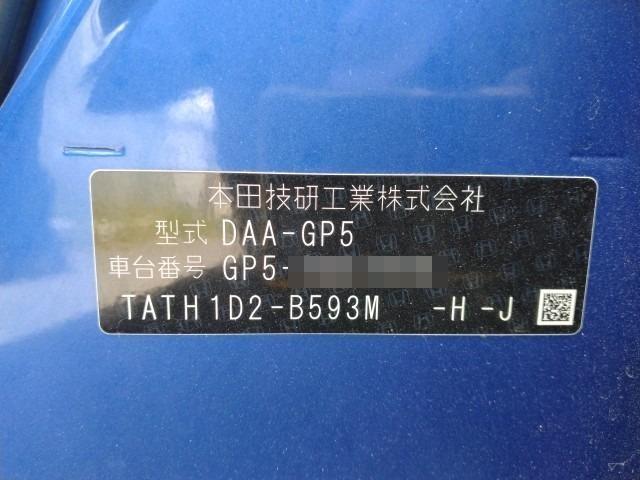 本田技研工業株式会社
型式 DAA-GP5
車台番号 GP5-
TATH1D2-B593M -H-J